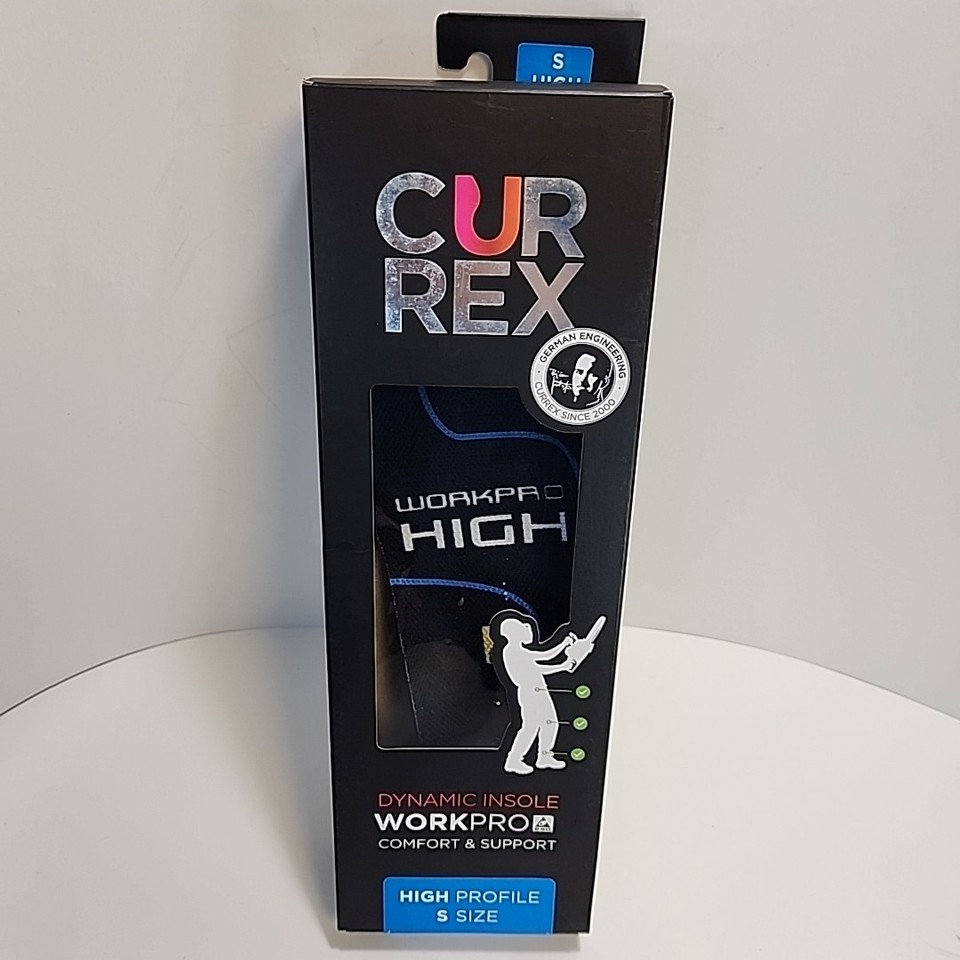 S
HIGH
CUR
REX
GERMAN ENGINEERING
CURREX SINCE 2000
WORKPRO
HIGH
DYNAMIC INSOLE
WORKPRO
COMFORT & SUPPORT
HIGH PROFILE
S SIZE